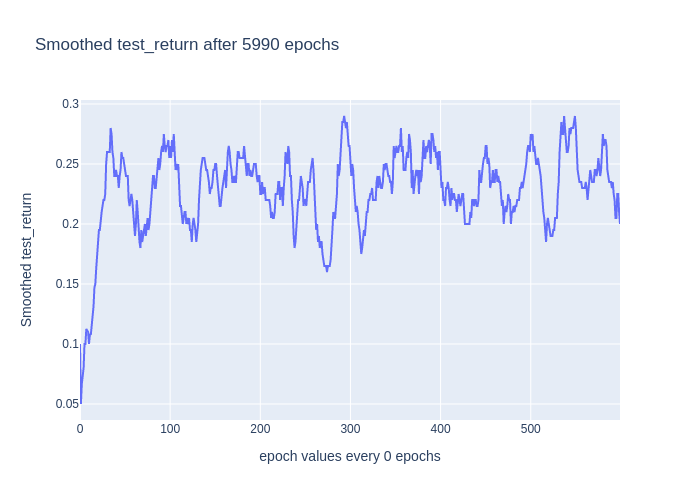 Smoothed test_return after 5990 epochs
0.3
0.25
0.2
0.15
0.1
0.05
Smoothed test_return
0 100 200 300 400 500
epoch values every 0 epochs